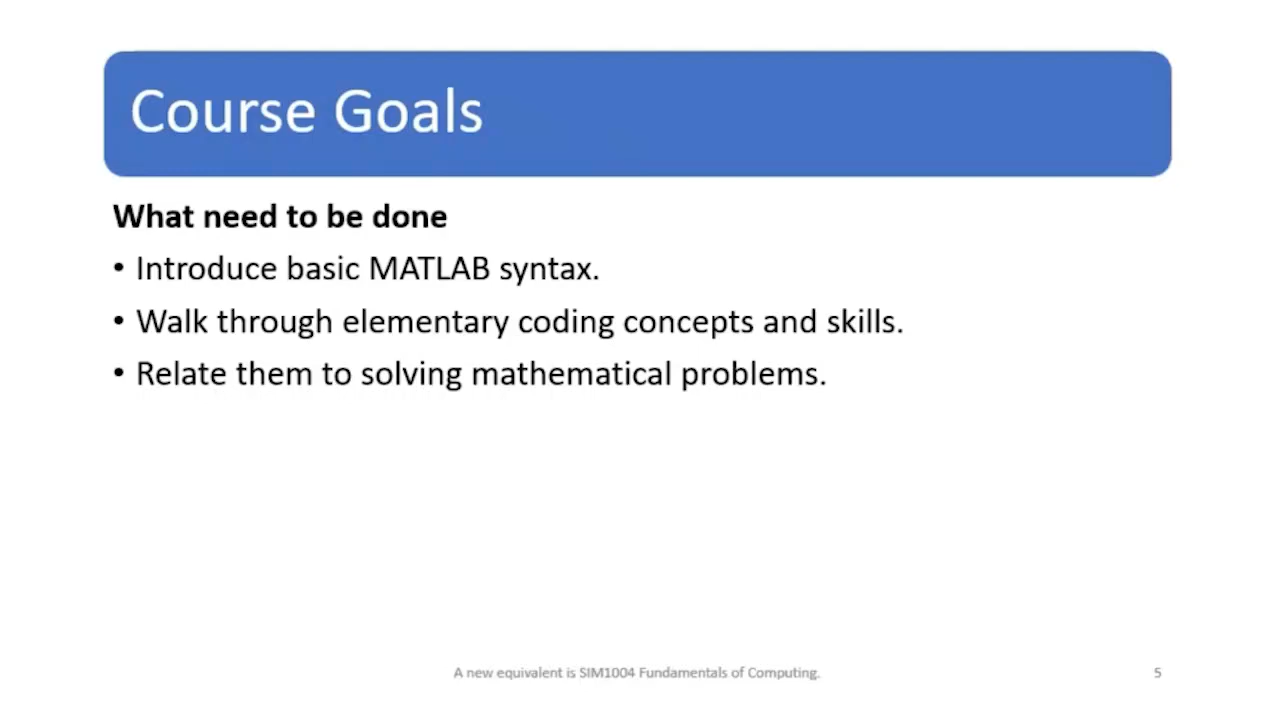 Course Goals
What need to be done
• Introduce basic MATLAB syntax.
• Walk through elementary coding concepts and skills.
• Relate them to solving mathematical problems.
A new equivalent is SIM1004 Fundamentals of Computing.
5